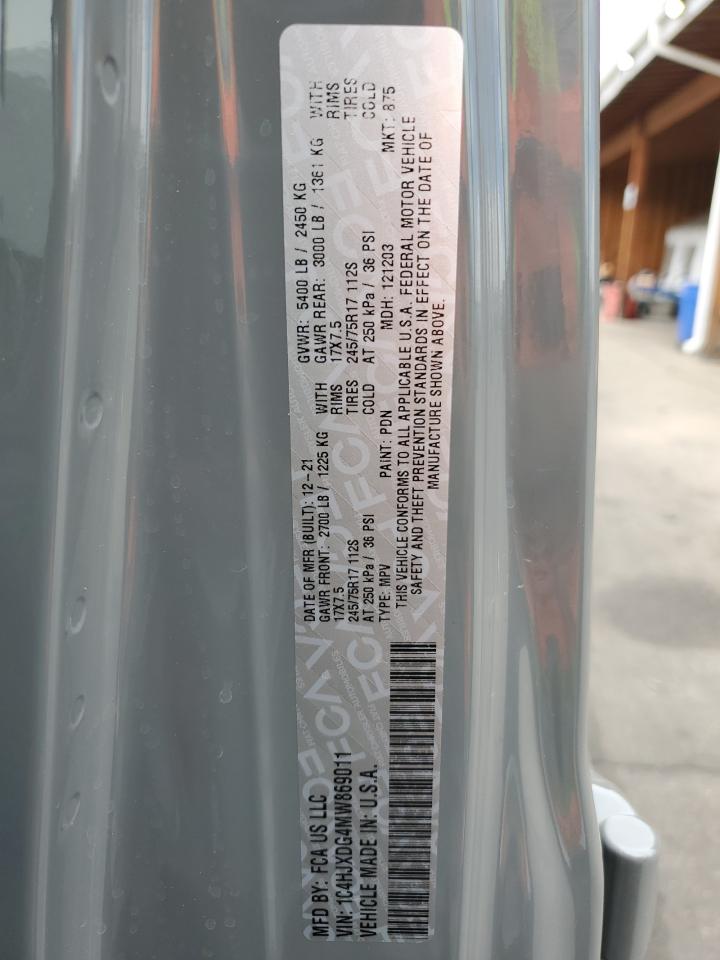 MFD BY: FCA US LLC
VIN: 1C4HJXDG4MW869011
VEHICLE MADE IN: U.S.A.
DATE OF MFR (BUILT): 12-21 GVWR: 5400 LB / 2450 KG
GAWR FRONT: 2700 LB / 1225 KG WITH GAWR REAR: 3000 LB / 1361 KG WITH
17X7.5 RIMS 17X7.5 RIMS
245/75R17 112S TIRES 245/75R17 112S TIRES
AT 250 kPa / 36 PSI COLD AT 250 kPa / 36 PSI COLD
TYPE: MPV PAINT: PDN MDH: 121203 MKT: 875
THIS VEHICLE CONFORMS TO ALL APPLICABLE U.S.A. FEDERAL MOTOR VEHICLE
SAFETY AND THEFT PREVENTION STANDARDS IN EFFECT ON THE DATE OF
MANUFACTURE SHOWN ABOVE.
FCA